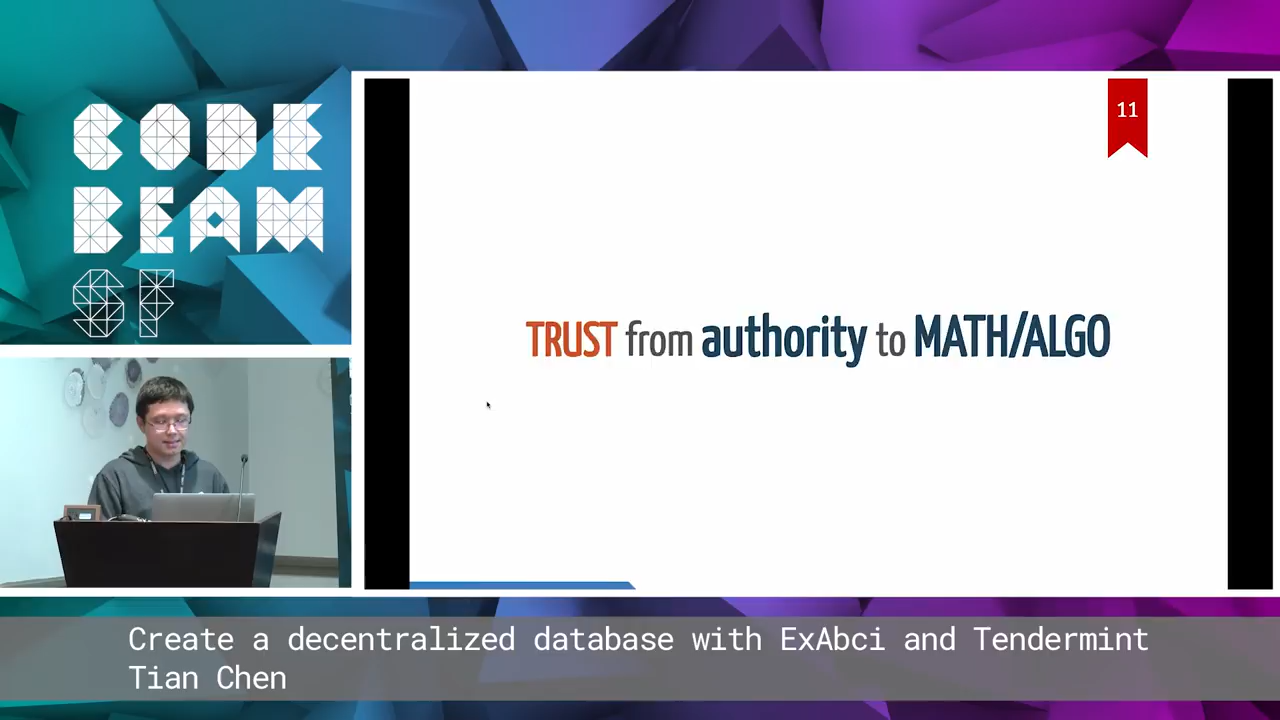 CODE
BEAM
SF
11
TRUST from authority to MATH/ALGO
Create a decentralized database with ExAbci and Tendermint
Tian Chen